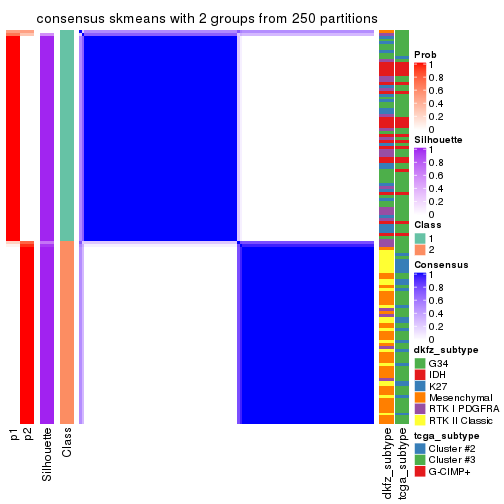 consensus skmeans with 2 groups from 250 partitions
Prob
1
0.8
0.6
0.4
0.2
0
Silhouette
1
0.8
0.6
0.4
0.2
0
Class
1
2
Consensus
1
0.8
0.6
0.4
0.2
0
dkfz_subtype
G34
IDH
K27
Mesenchymal
RTK I PDGFRA
RTK II Classic
tcga_subtype
Cluster #2
Cluster #3
G-CIMP+
p1
p2
Silhouette
Class
dkfz_subtype
tcga_subtype